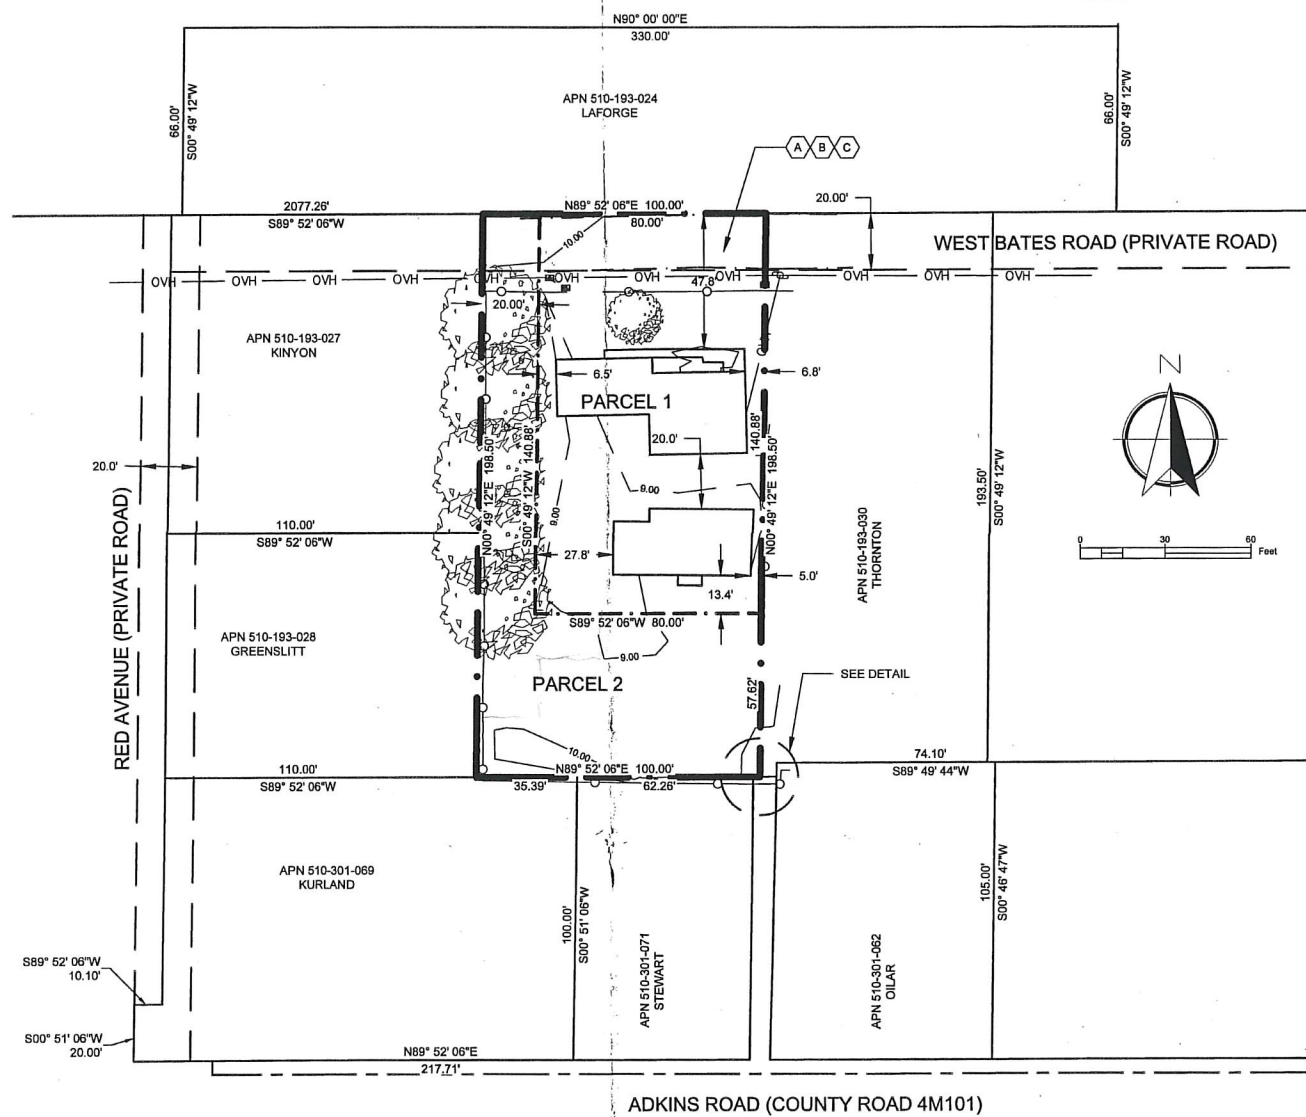 N90° 00' 00"E
330.00'
66.00'
S00° 49' 12"W
APN 510-193-024
LAFORGE
66.00'
S00° 49' 12"W
A B C
2077.26'
S89° 52' 06"W
N89° 52' 06"E 100.00'
80.00'
20.00'
WEST BATES ROAD (PRIVATE ROAD)
10.00
OVH OVH OVH OVH OVH OVH OVH OVH OVH OVH OVH
47.8'
20.00'
APN 510-193-027
KINYON
6.5'
6.8'
PARCEL 1
N
20.0'
N00° 49' 12"E 198.50'
S00° 49' 12"W 140.88'
140.88'
N00° 49' 12"E 198.50'
20.0'
9.00
9.00
193.50'
S00° 49' 12"W
110.00'
S89° 52' 06"W
0 30 60
Feet
27.8'
5.0'
13.4'
APN 510-193-030
THORNTON
RED AVENUE (PRIVATE ROAD)
S89° 52' 06"W 80.00'
APN 510-193-028
GREENSLITT
9.00
PARCEL 2
57.62'
SEE DETAIL
10.00
110.00'
S89° 52' 06"W
N89° 52' 06"E 100.00'
35.39'
62.26'
74.10'
S89° 49' 44"W
APN 510-301-069
KURLAND
100.00'
S00° 51' 06"W
105.00'
S00° 46' 47"W
APN 510-301-071
STEWART
APN 510-301-062
OILAR
S89° 52' 06"W
10.10'
S00° 51' 06"W
20.00'
N89° 52' 06"E
217.71'
ADKINS ROAD (COUNTY ROAD 4M101)